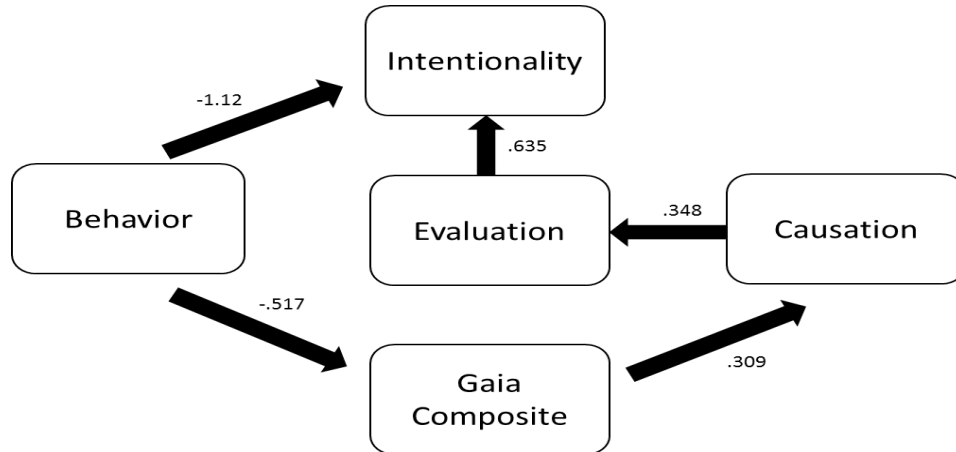 Intentionality
-1.12
.635
Behavior
Evaluation
.348
Causation
-.517
Gaia
Composite
.309